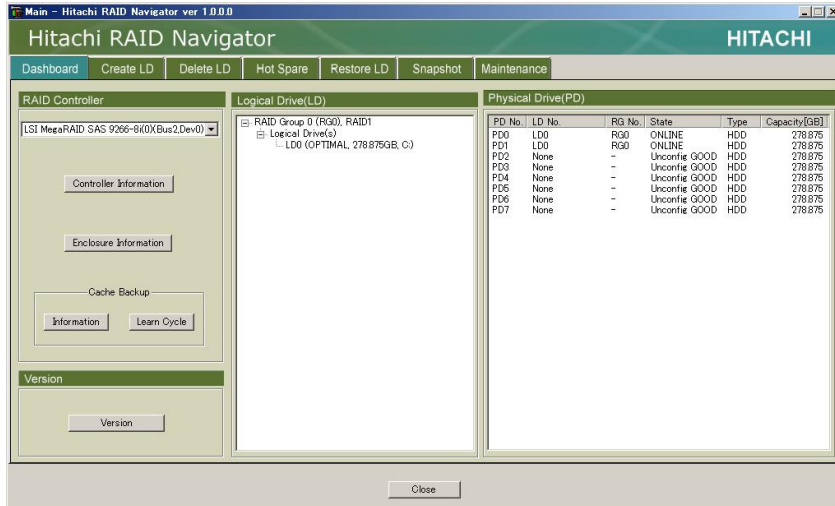 Main - Hitachi RAID Navigator ver 1.0.0.0
Hitachi RAID Navigator
HITACHI
Dashboard Create LD Delete LD Hot Spare Restore LD Snapshot Maintenance
RAID Controller
LSI MegaRAID SAS 9266-8i(0)(Bus2,Dev0)
Controller Information
Enclosure Information
Cache Backup
Information Learn Cycle
Version
Version
Logical Drive(LD)
RAID Group 0 (RG0), RAID1
Logical Drive(s)
LD0 (OPTIMAL, 278.875GB, C:)
Physical Drive(PD)
PD No. LD No. RG No. State Type Capacity[GB]
PD0 LD0 RG0 ONLINE HDD 278.875
PD1 LD0 RG0 ONLINE HDD 278.875
PD2 None - Unconfig GOOD HDD 278.875
PD3 None - Unconfig GOOD HDD 278.875
PD4 None - Unconfig GOOD HDD 278.875
PD5 None - Unconfig GOOD HDD 278.875
PD6 None - Unconfig GOOD HDD 278.875
PD7 None - Unconfig GOOD HDD 278.875
Close